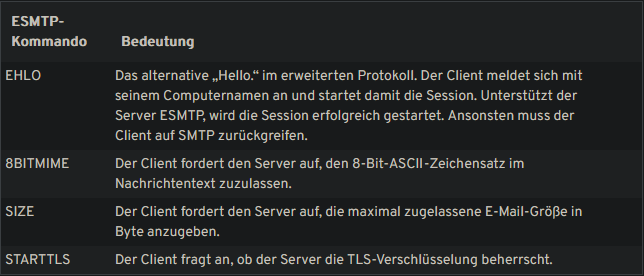 ESMTP-
Kommando
Bedeutung
EHLO
Das alternative „Hello.“ im erweiterten Protokoll. Der Client meldet sich mit
seinem Computernamen an und startet damit die Session. Unterstützt der
Server ESMTP, wird die Session erfolgreich gestartet. Ansonsten muss der
Client auf SMTP zurückgreifen.
8BITMIME
Der Client fordert den Server auf, den 8-Bit-ASCII-Zeichensatz im
Nachrichtentext zuzulassen.
SIZE
Der Client fordert den Server auf, die maximal zugelassene E-Mail-Größe in
Byte anzugeben.
STARTTLS
Der Client fragt an, ob der Server die TLS-Verschlüsselung beherrscht.